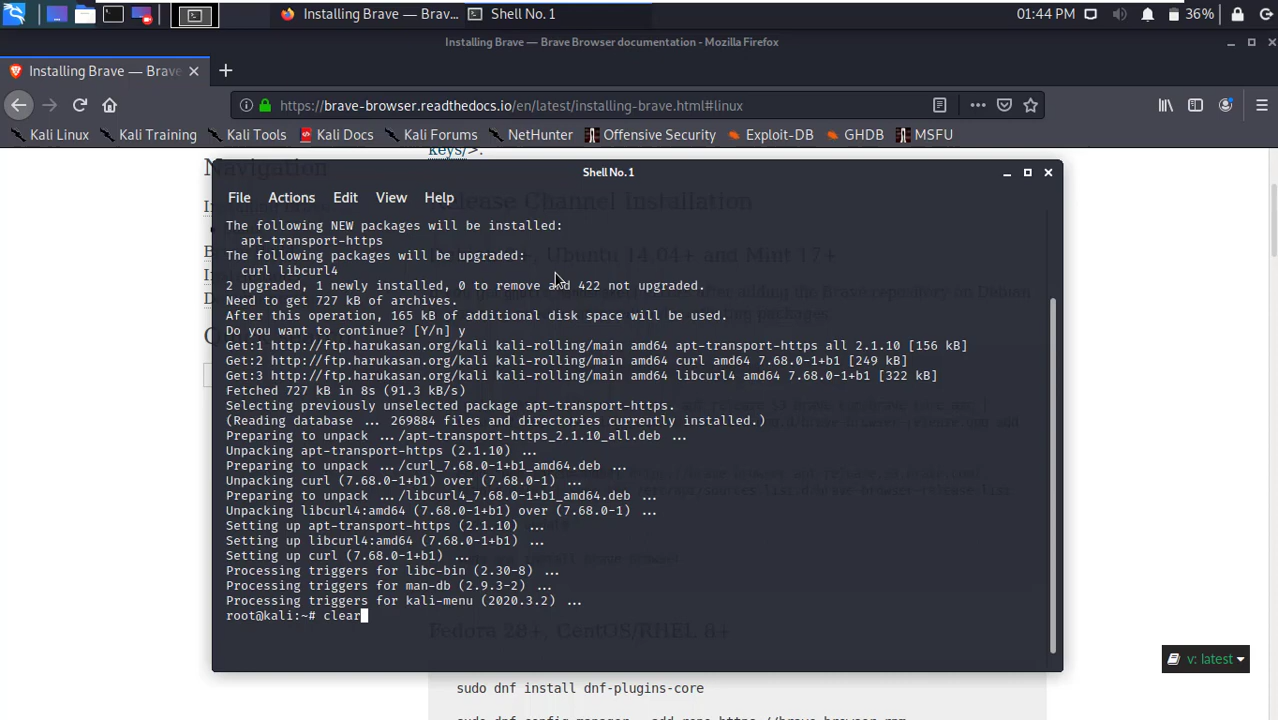 Installing Brave — Brav...
Shell No. 1
01:44 PM
36%
Installing Brave — Brave Browser documentation - Mozilla Firefox
Installing Brave — Brave
https://brave-browser.readthedocs.io/en/latest/installing-brave.html#linux
Kali Linux
Kali Training
Kali Tools
Kali Docs
Kali Forums
NetHunter
Offensive Security
Exploit-DB
GHDB
MSFU
keys/>.
Navigation
Shell No. 1
File Actions Edit View Help
Release Channel installation
Ubuntu 14.04+ and Mint 17+
The following NEW packages will be installed:
apt-transport-https
The following packages will be upgraded:
curl libcurl4
2 upgraded, 1 newly installed, 0 to remove and 422 not upgraded.
Need to get 727 kB of archives.
After this operation, 165 kB of additional disk space will be used.
Do you want to continue? [Y/n] y
Get:1 http://ftp.harukasan.org/kali kali-rolling/main amd64 apt-transport-https all 2.1.10 [156 kB]
Get:2 http://ftp.harukasan.org/kali kali-rolling/main amd64 curl amd64 7.68.0-1+b1 [249 kB]
Get:3 http://ftp.harukasan.org/kali kali-rolling/main amd64 libcurl4 amd64 7.68.0-1+b1 [322 kB]
Fetched 727 kB in 8s (91.3 kB/s)
Selecting previously unselected package apt-transport-https.
(Reading database ... 269884 files and directories currently installed.)
Preparing to unpack .../apt-transport-https_2.1.10_all.deb ...
Unpacking apt-transport-https (2.1.10) ...
Preparing to unpack .../curl_7.68.0-1+b1_amd64.deb ...
Unpacking curl (7.68.0-1+b1) over (7.68.0-1) ...
Preparing to unpack .../libcurl4_7.68.0-1+b1_amd64.deb ...
Unpacking libcurl4:amd64 (7.68.0-1+b1) over (7.68.0-1) ...
Setting up apt-transport-https (2.1.10) ...
Setting up libcurl4:amd64 (7.68.0-1+b1) ...
Setting up curl (7.68.0-1+b1) ...
Processing triggers for libc-bin (2.30-8) ...
Processing triggers for man-db (2.9.3-2) ...
Processing triggers for kali-menu (2020.3.2) ...
root@kali:~# clear
Fedora 28+, CentOS/RHEL 8+
v: latest
sudo dnf install dnf-plugins-core